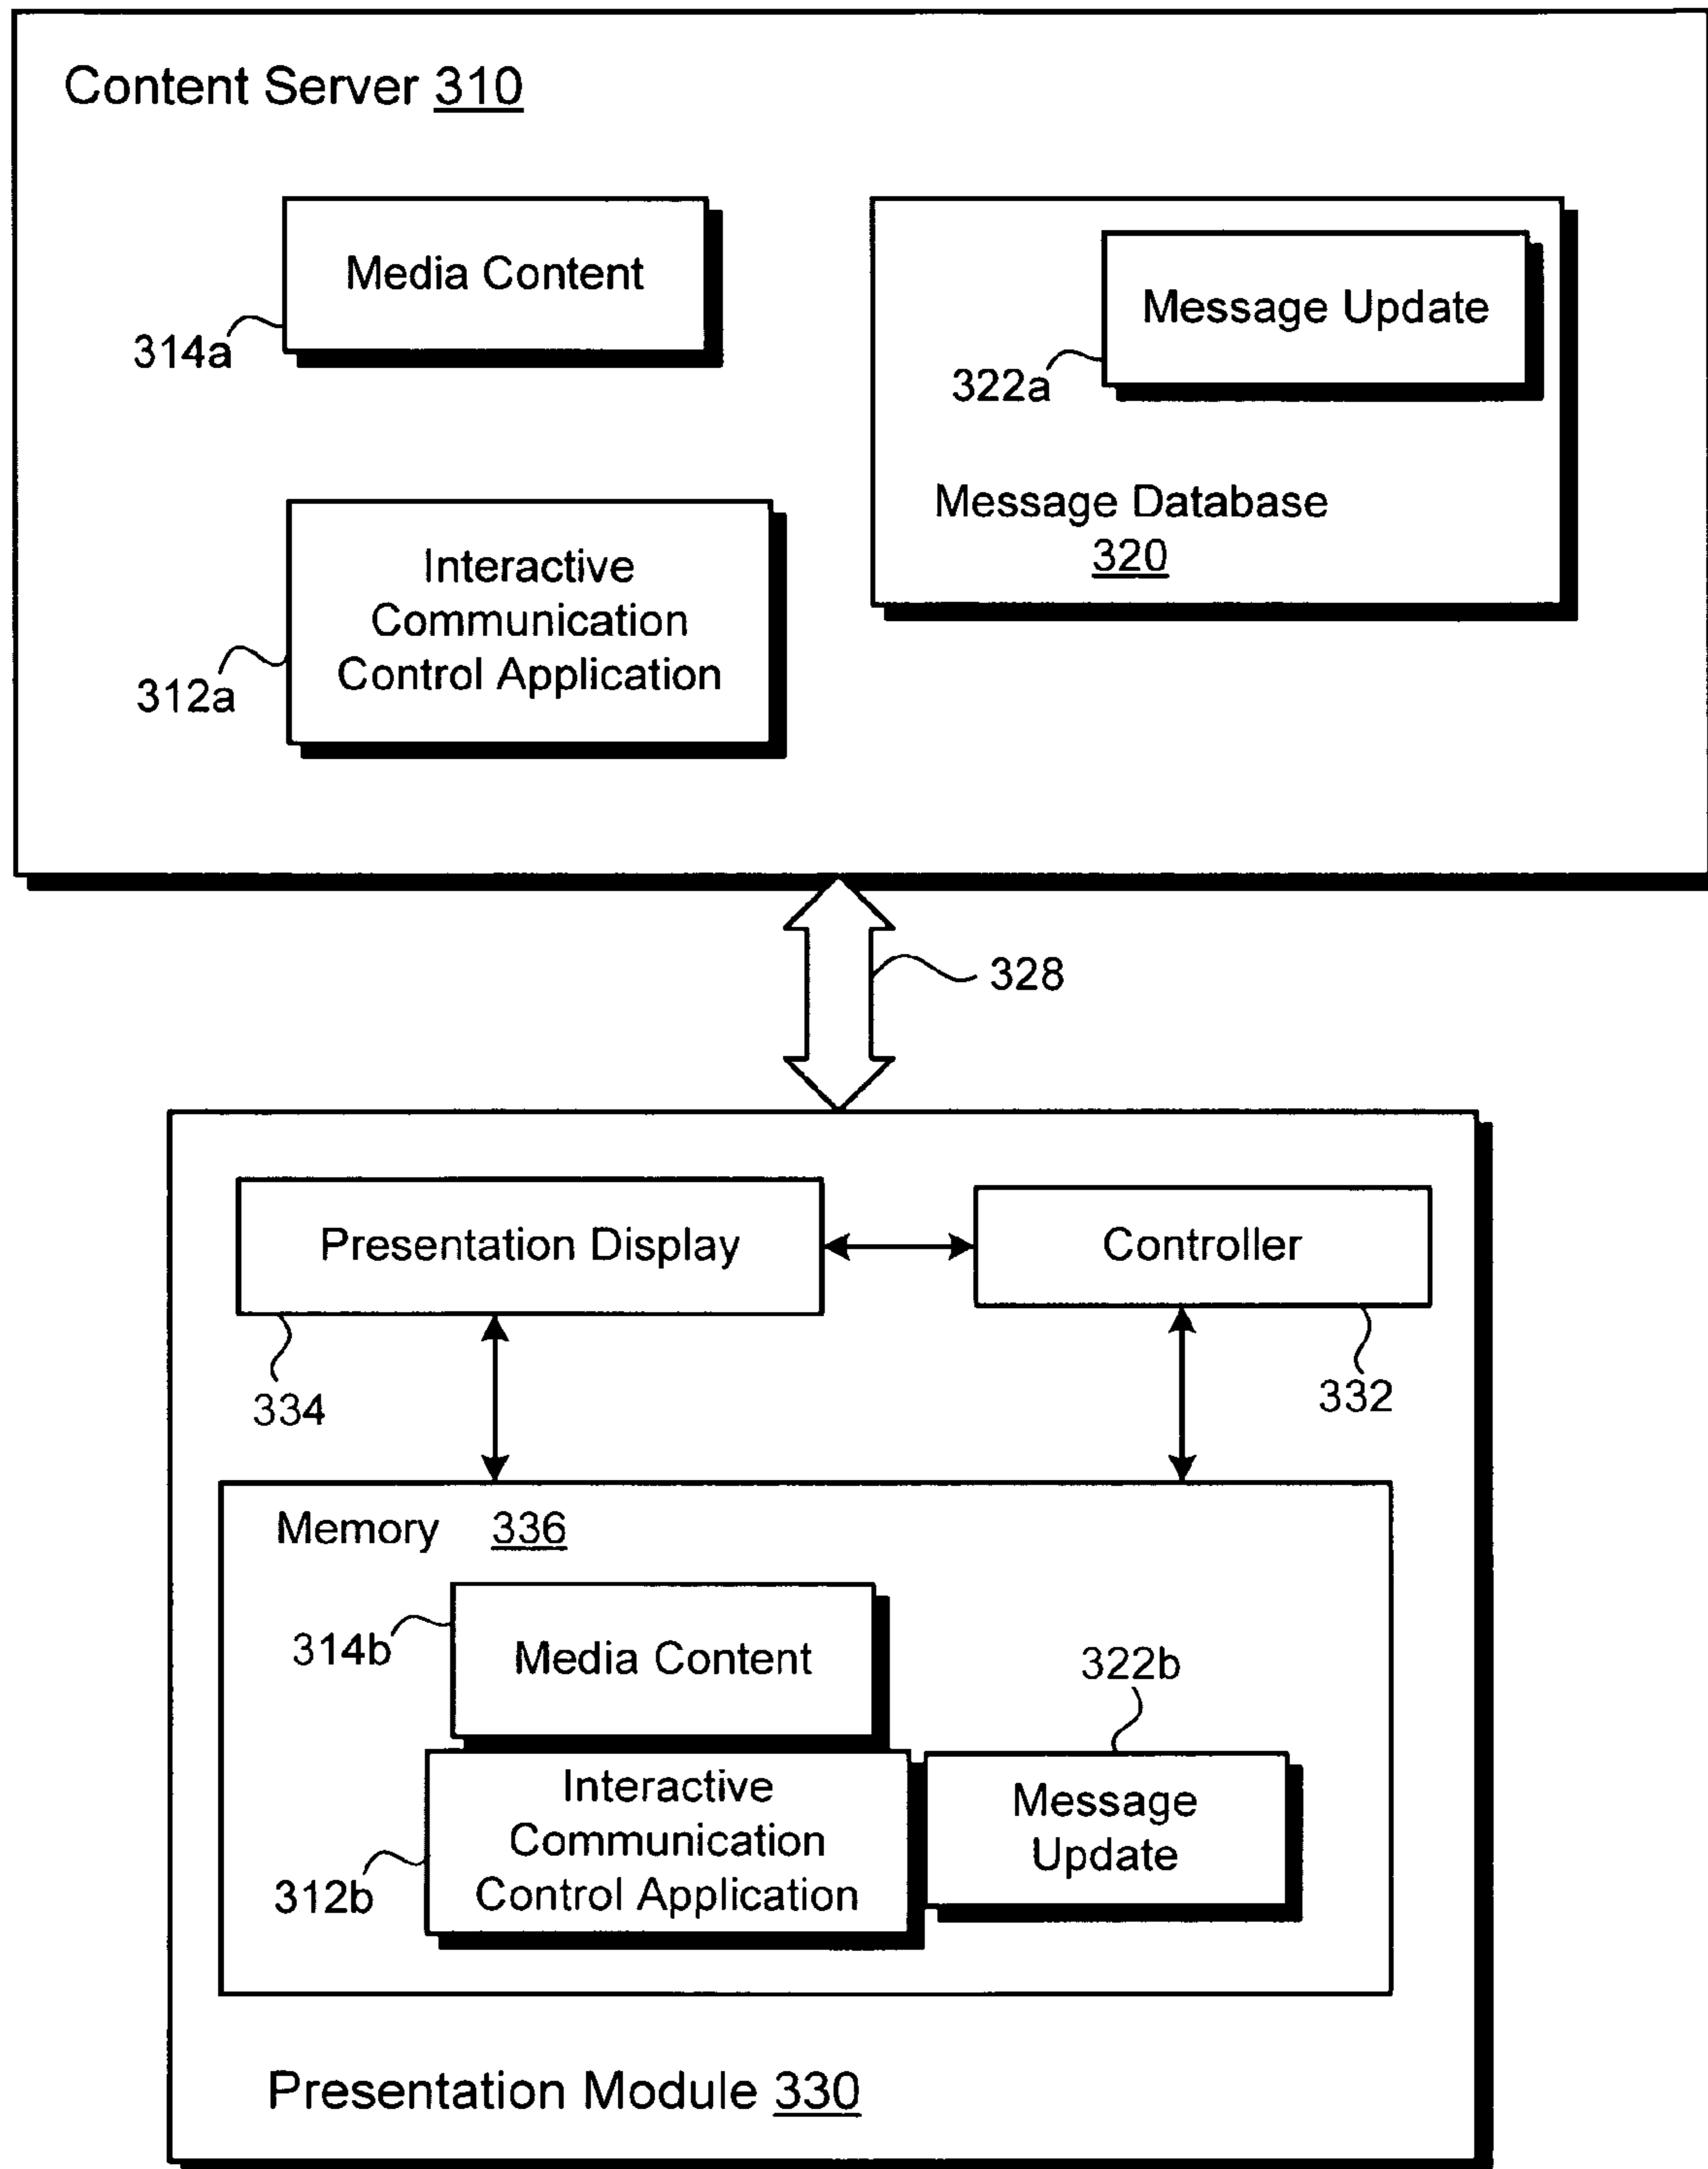 Content Server 310
Media Content
314a
Message Update
322a
Message Database
320
Interactive
Communication
Control Application
312a
328
Presentation Display
Controller
334
332
Memory 336
314b
Media Content
322b
Interactive
Communication
Control Application
312b
Message
Update
Presentation Module 330